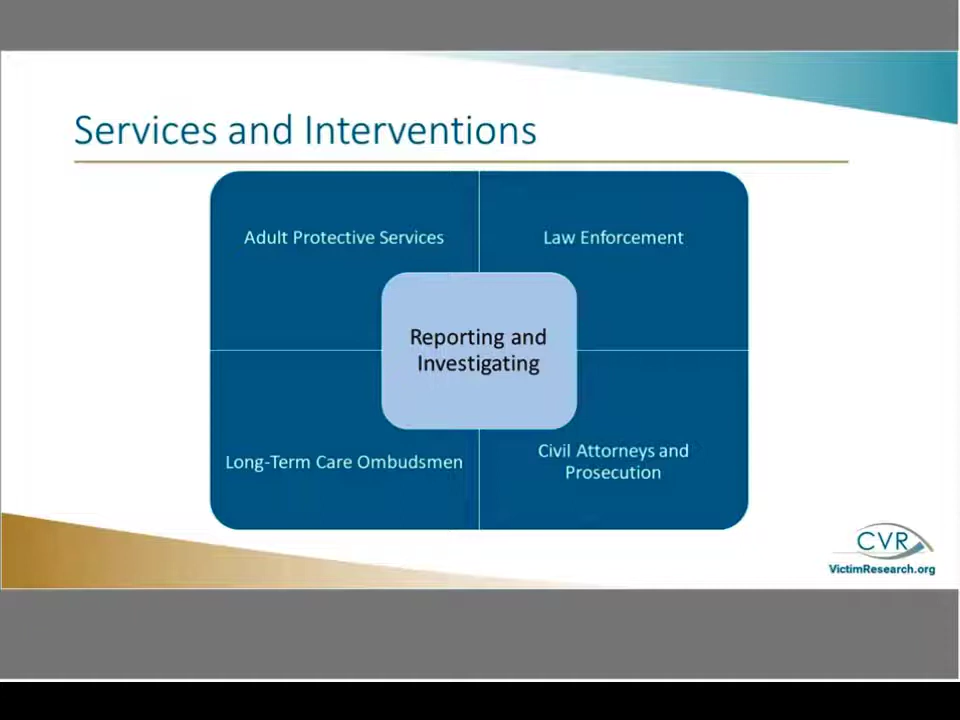 Services and Interventions
Adult Protective Services
Law Enforcement
Reporting and
Investigating
Long-Term Care Ombudsmen
Civil Attorneys and
Prosecution
CVR
VictimResearch.org